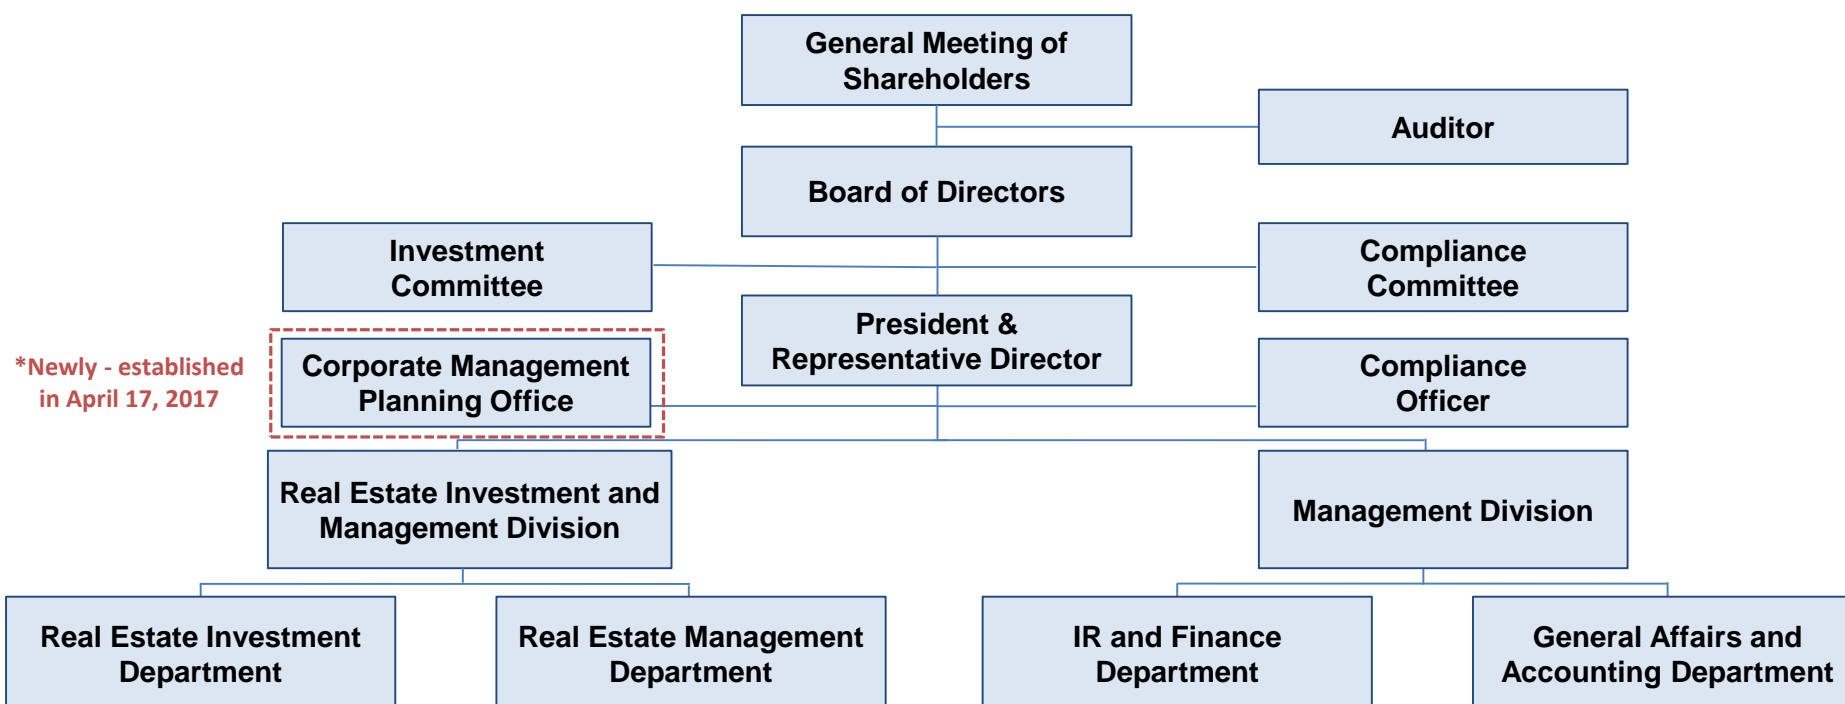 General Meeting of
Shareholders
Auditor
Board of Directors
Investment
Committee
Compliance
Committee
President &
Representative Director
*Newly - established
in April 17, 2017
Corporate Management
Planning Office
Compliance
Officer
Real Estate Investment and
Management Division
Management Division
Real Estate Investment
Department
Real Estate Management
Department
IR and Finance
Department
General Affairs and
Accounting Department